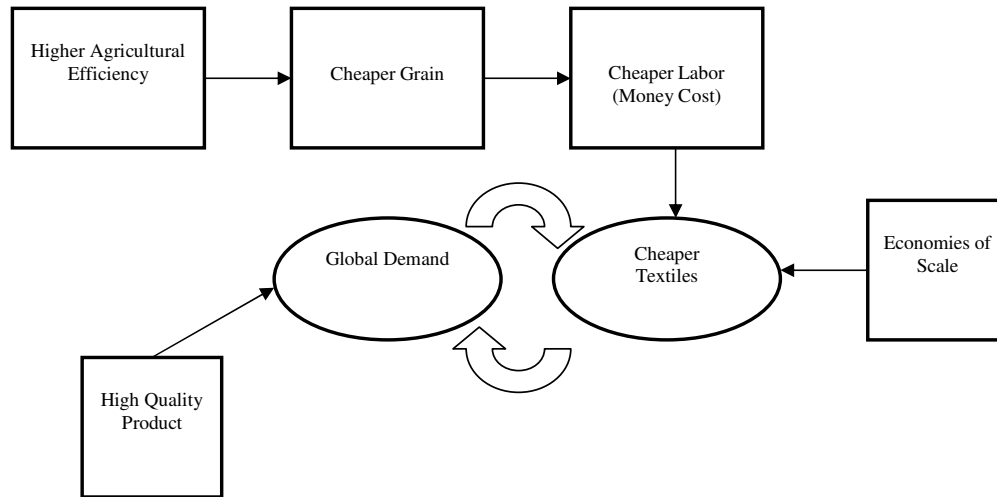 Higher Agricultural
Efficiency
Cheaper Grain
Cheaper Labor
(Money Cost)
Global Demand
Cheaper
Textiles
Economies of
Scale
High Quality
Product